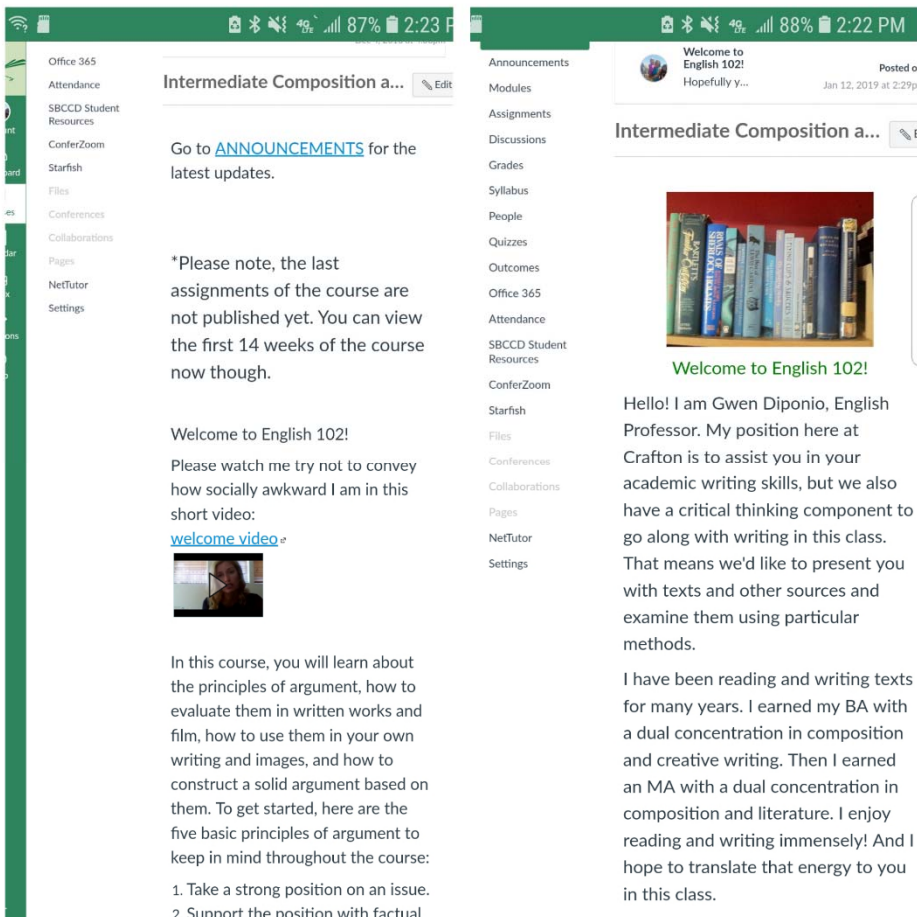 87% 2:23 P
Office 365
Attendance
SBCCD Student
Resources
ConferZoom
Starfish
Files
Conferences
Collaborations
Pages
NetTutor
Settings
Intermediate Composition a...
Edit
Go to ANNOUNCEMENTS for the
latest updates.
*Please note, the last
assignments of the course are
not published yet. You can view
the first 14 weeks of the course
now though.
Welcome to English 102!
Please watch me try not to convey
how socially awkward I am in this
short video:
welcome video
In this course, you will learn about
the principles of argument, how to
evaluate them in written works and
film, how to use them in your own
writing and images, and how to
construct a solid argument based on
them. To get started, here are the
five basic principles of argument to
keep in mind throughout the course:
1. Take a strong position on an issue.
2. Support the position with factual
88% 2:22 PM
Announcements
Modules
Assignments
Discussions
Grades
Syllabus
People
Quizzes
Outcomes
Office 365
Attendance
SBCCD Student
Resources
ConferZoom
Starfish
Files
Conferences
Collaborations
Pages
NetTutor
Settings
Welcome to
English 102!
Hopefully y...
Posted o
Jan 12, 2019 at 2:29p
Intermediate Composition a...
Welcome to English 102!
Hello! I am Gwen Diponio, English
Professor. My position here at
Crafton is to assist you in your
academic writing skills, but we also
have a critical thinking component to
go along with writing in this class.
That means we'd like to present you
with texts and other sources and
examine them using particular
methods.
I have been reading and writing texts
for many years. I earned my BA with
a dual concentration in composition
and creative writing. Then I earned
an MA with a dual concentration in
composition and literature. I enjoy
reading and writing immensely! And I
hope to translate that energy to you
in this class.